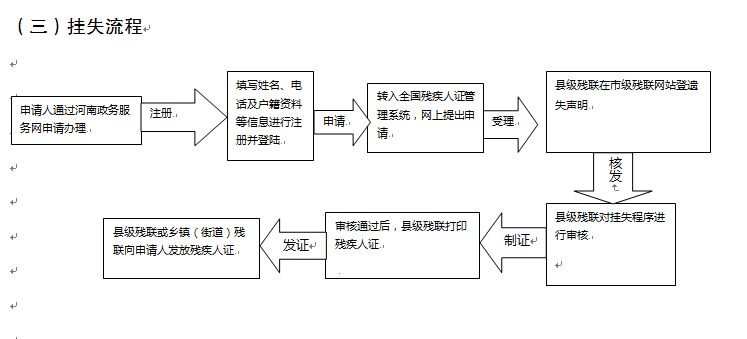 （三）挂失流程
申请人通过河南政务服
务网申请办理.
注册.
填写姓名、电
话及户籍资料
等信息进行注
册并登陆.
申请.
转入全国残疾人证管
理系统，网上提出申
请.
受理.
县级残联在市级残联网站登遗
失声明.
核
发
县级残联对挂失程序进
行审核.
制证
审核通过后，县级残联打印
残疾人证.
发证
县级残联或乡镇（街道）残
联向申请人发放残疾人证.